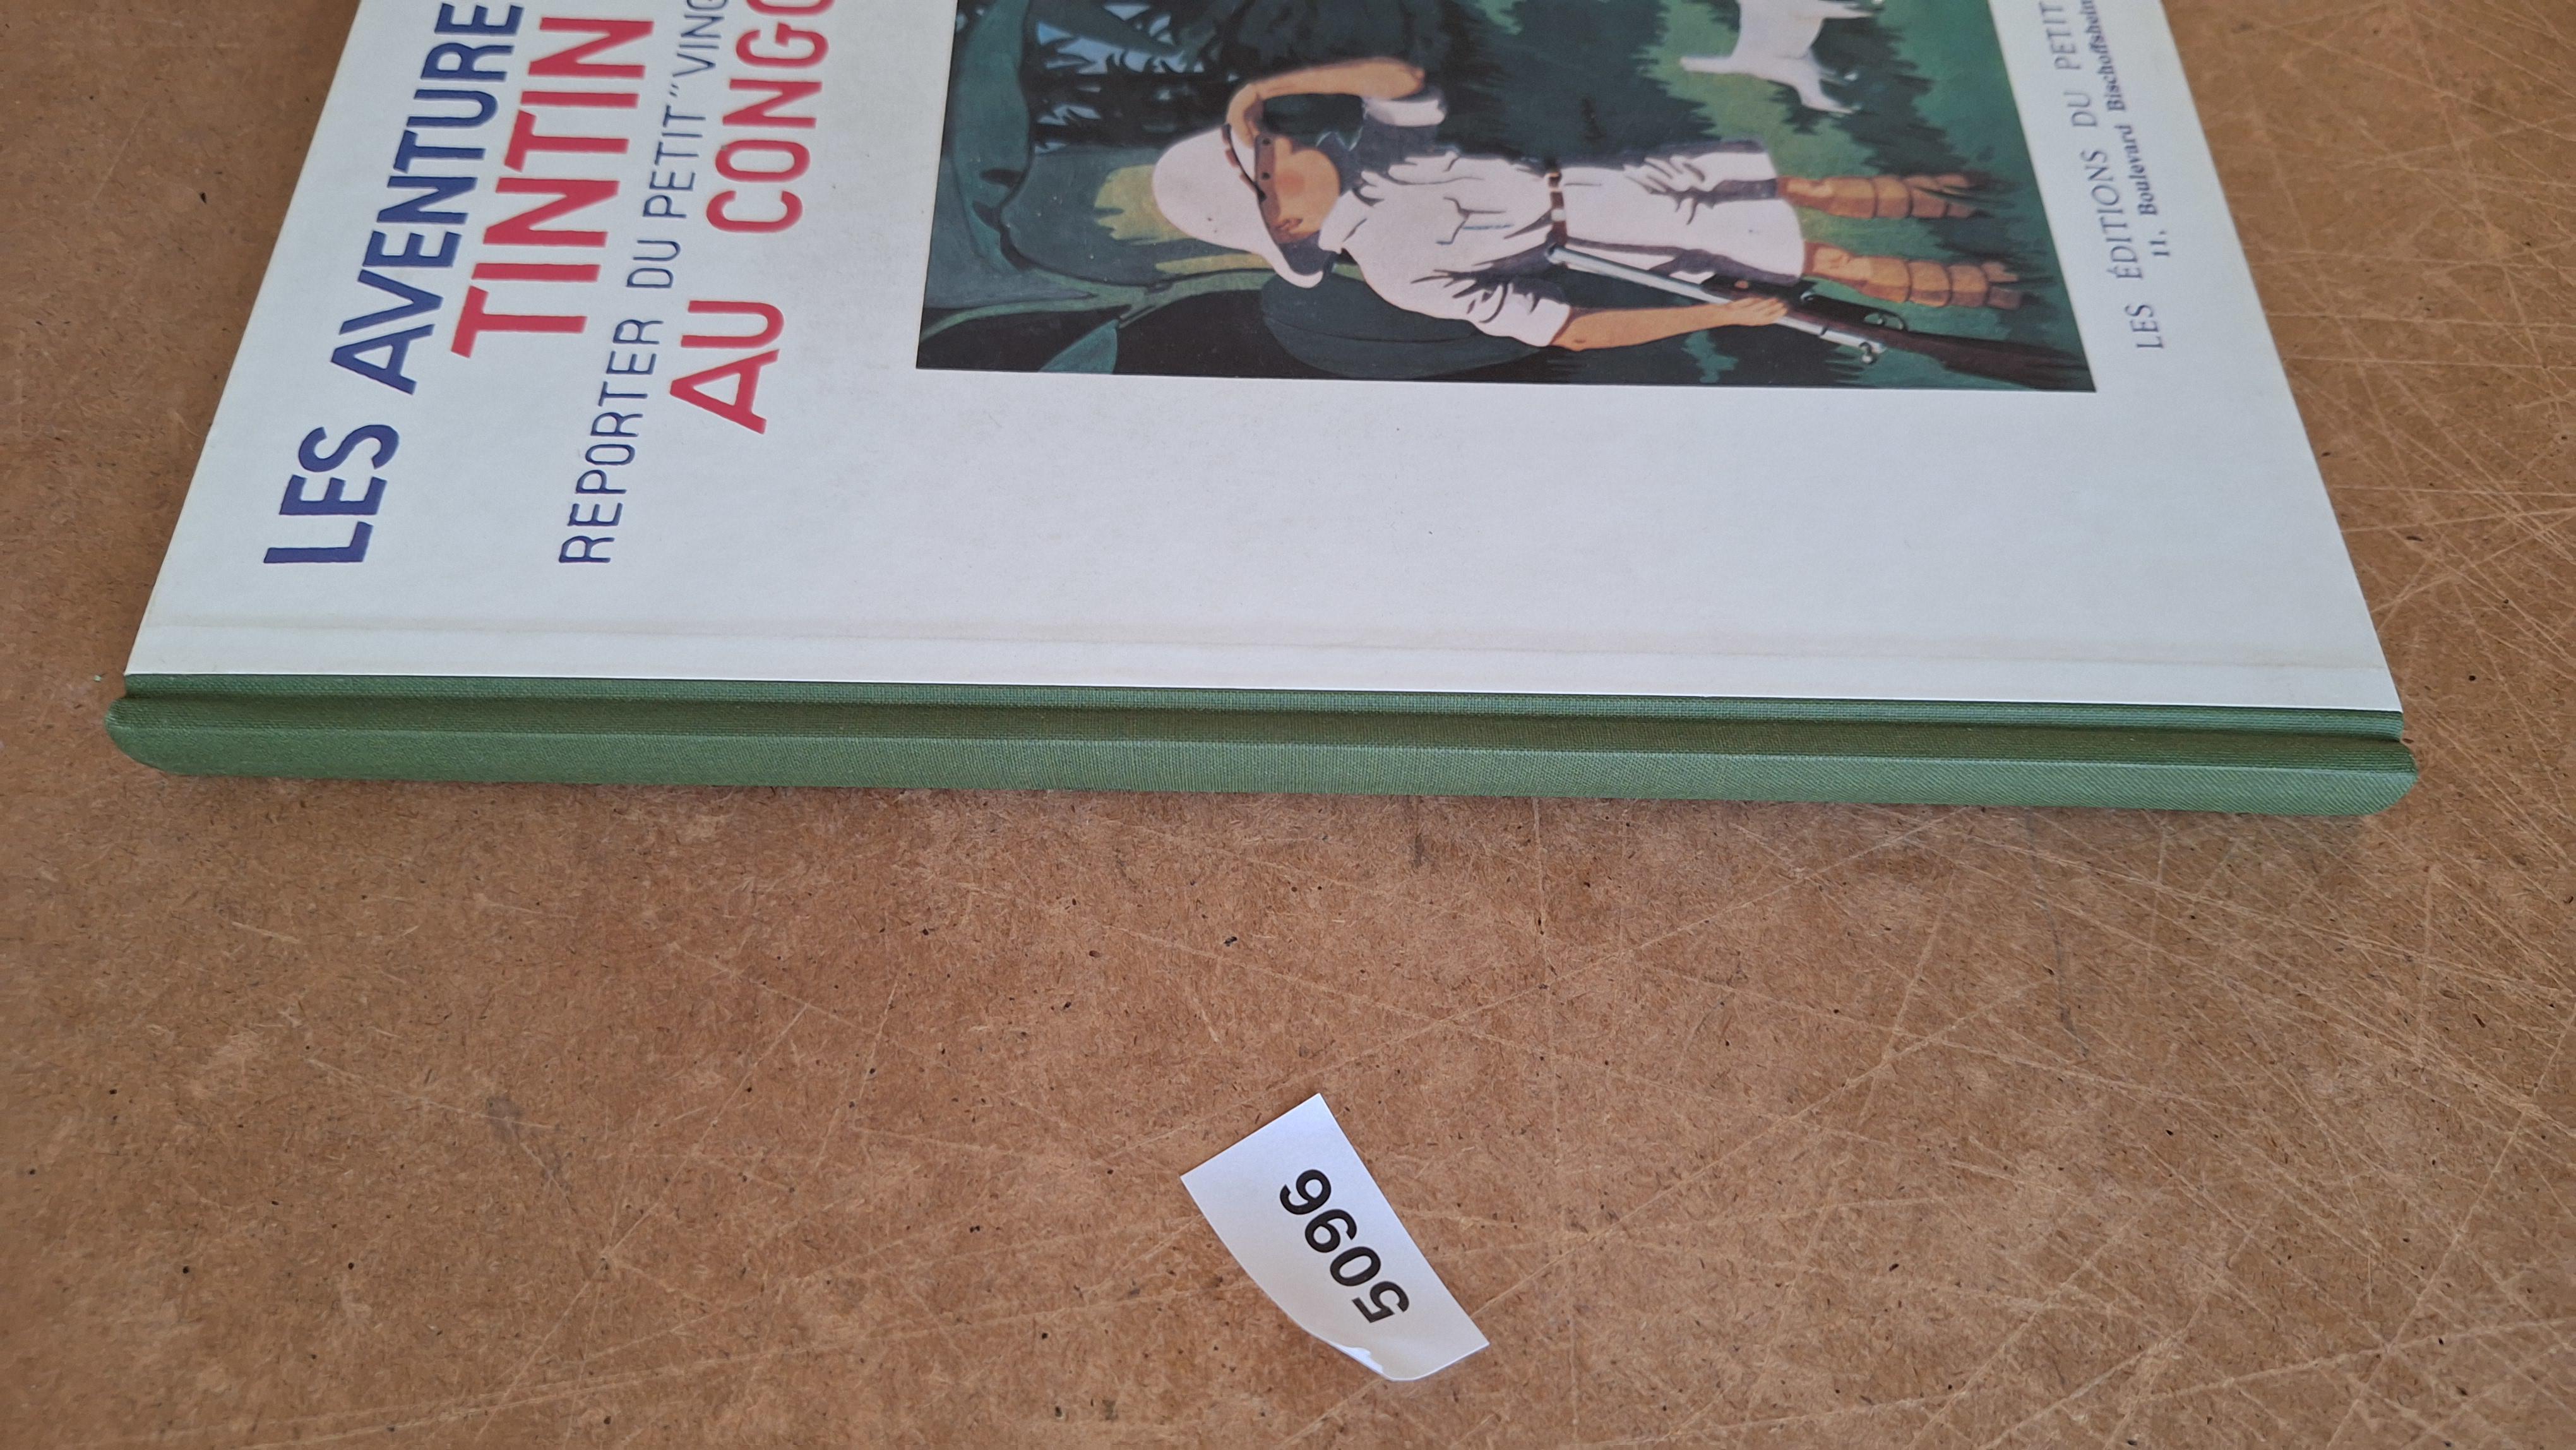 LES AVENTURE
TINTIN
REPORTER DU PETIT "VING
AU CONGO
LES ÉDITIONS DU PETIT
11, Boulevard Bischoffsheim
5096